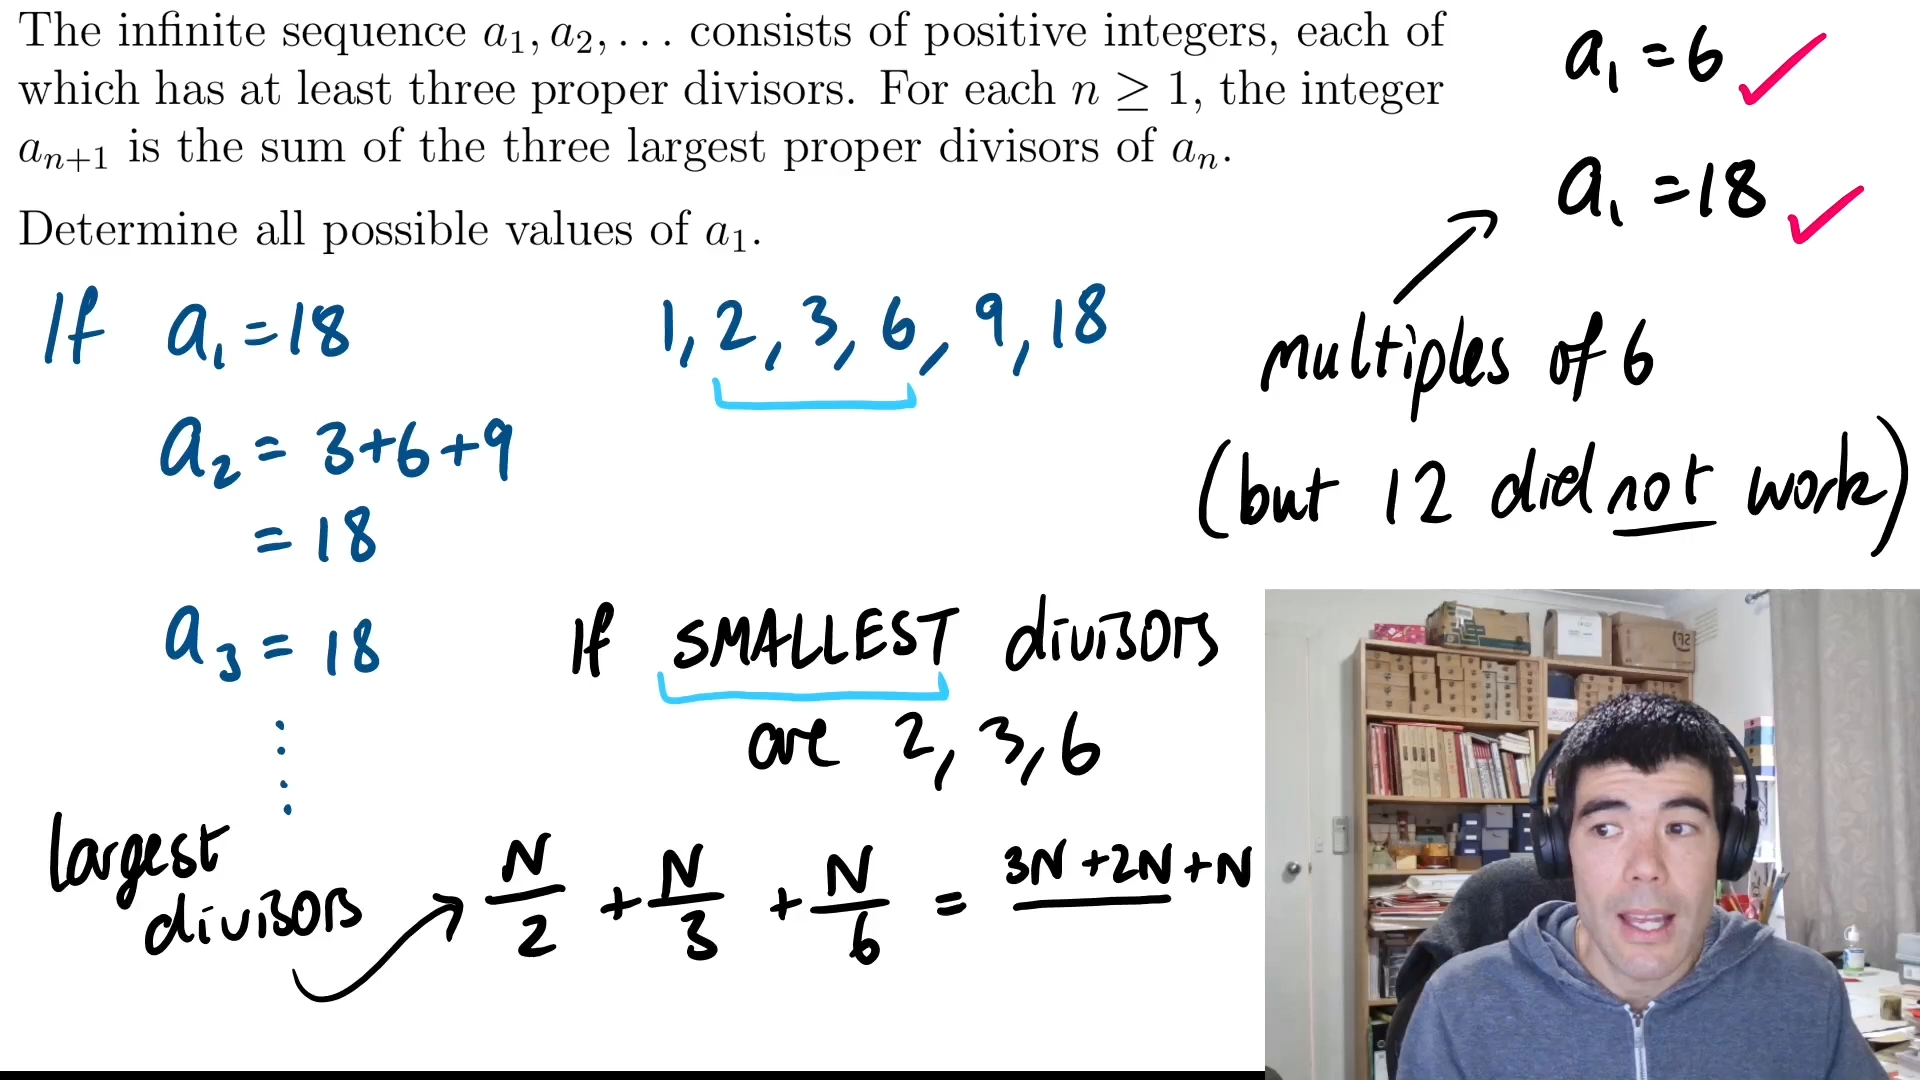 The infinite sequence a₁, a₂, … consists of positive integers, each of
which has at least three proper divisors. For each n ≥ 1, the integer
aₙ₊₁ is the sum of the three largest proper divisors of aₙ.
Determine all possible values of a₁.
a₁ = 6 ✓
a₁ = 18 ✓
multiples of 6
(but 12 did not work)
If a₁ = 18
1, 2, 3, 6, 9, 18
a₂ = 3+6+9
= 18
a₃ = 18
⋮
If SMALLEST divisors
are 2, 3, 6
largest
divisors
N/2 + N/3 + N/6 = 3N+2N+N